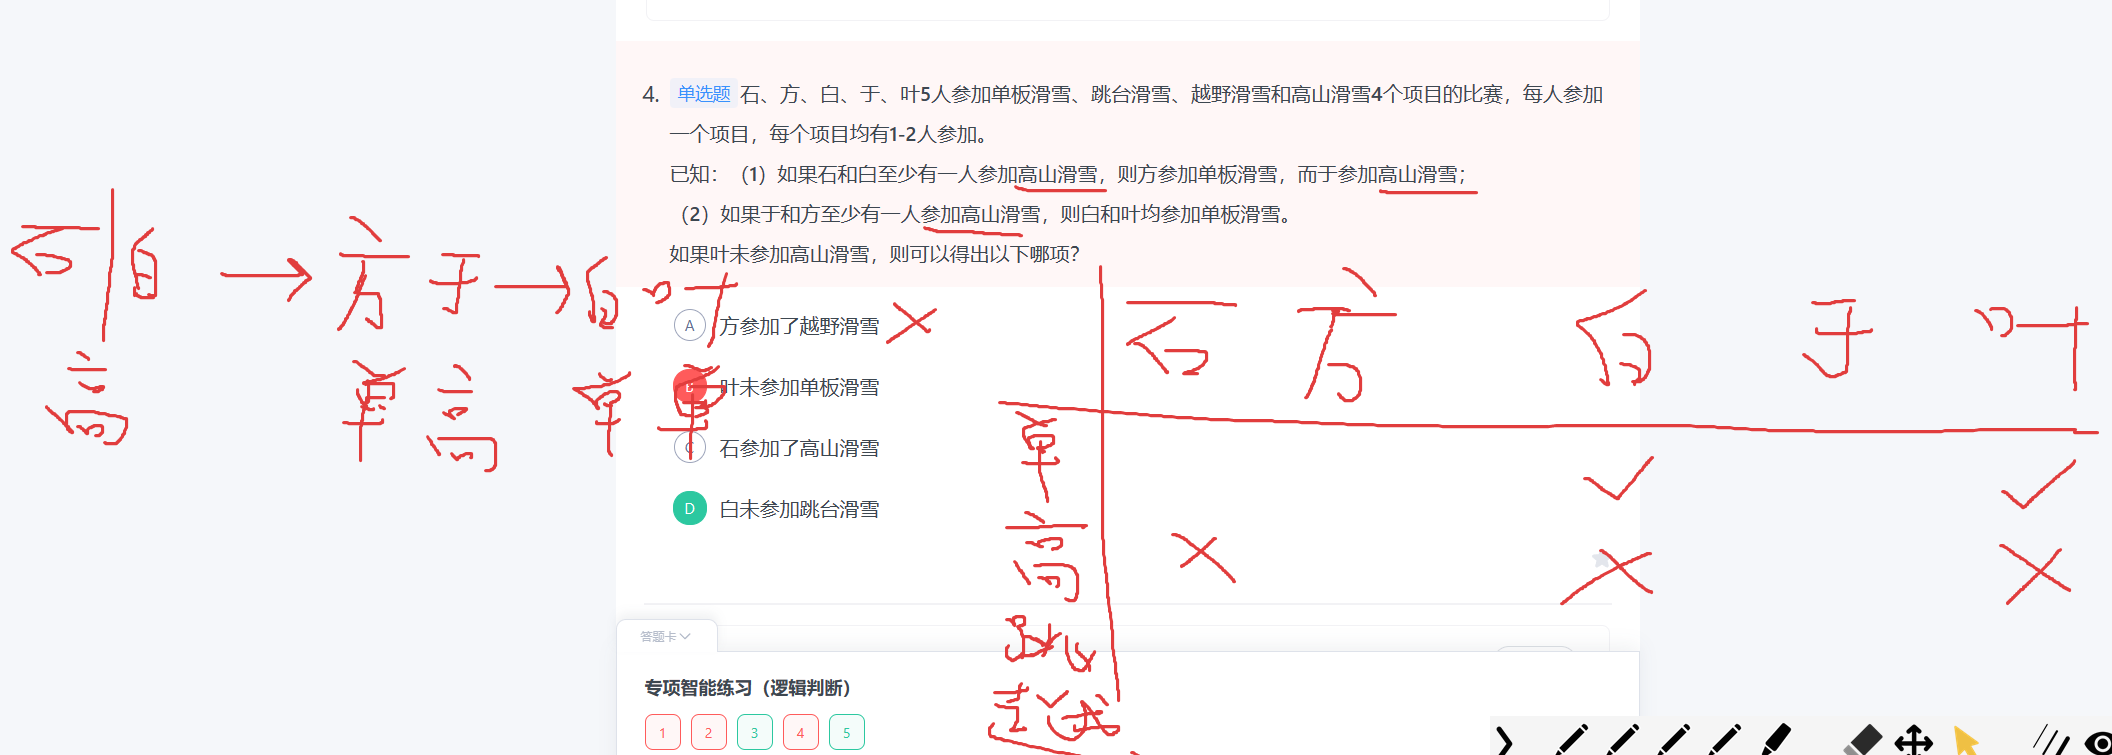 4. 单选题 石、方、白、于、叶5人参加单板滑雪、跳台滑雪、越野滑雪和高山滑雪4个项目的比赛，每人参加
一个项目，每个项目均有1-2人参加。
已知：（1）如果石和白至少有一人参加高山滑雪，则方参加单板滑雪，而于参加高山滑雪；
（2）如果于和方至少有一人参加高山滑雪，则白和叶均参加单板滑雪。
如果叶未参加高山滑雪，则可以得出以下哪项？
石 白 → 方 于 → 白 叶
高 单 高 单 单
A 方参加了越野滑雪
B 叶未参加单板滑雪
C 石参加了高山滑雪
D 白未参加跳台滑雪
石 方 白 于 叶
单
高
跳
越
答题卡
专项智能练习（逻辑判断）
1 2 3 4 5